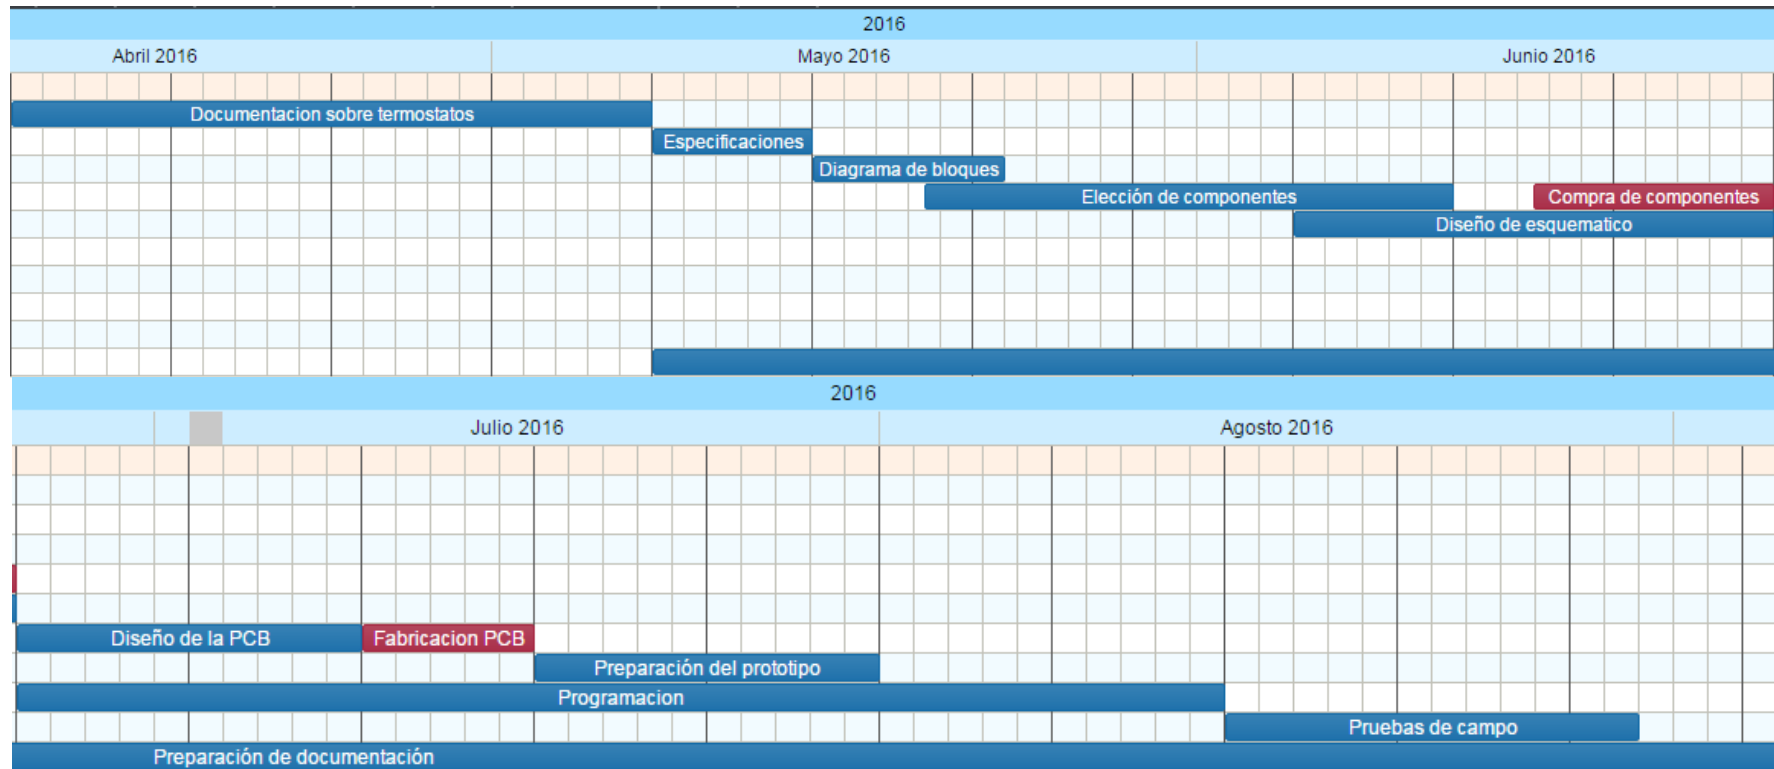 2016
Abril 2016 Mayo 2016 Junio 2016
Documentacion sobre termostatos
Especificaciones
Diagrama de bloques
Elección de componentes Compra de componentes
Diseño de esquematico
2016
Julio 2016 Agosto 2016
Diseño de la PCB Fabricacion PCB
Preparación del prototipo
Programacion
Pruebas de campo
Preparación de documentación